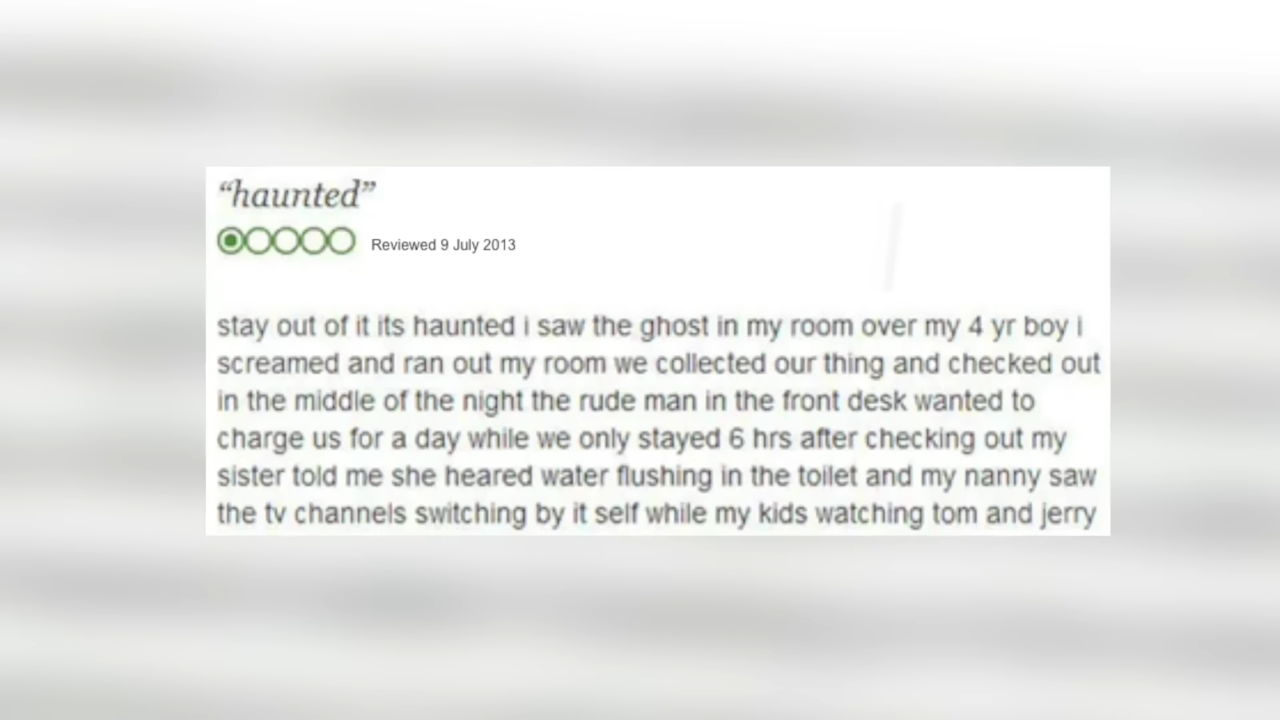 “haunted”
Reviewed 9 July 2013
stay out of it its haunted i saw the ghost in my room over my 4 yr boy i
screamed and ran out my room we collected our thing and checked out
in the middle of the night the rude man in the front desk wanted to
charge us for a day while we only stayed 6 hrs after checking out my
sister told me she heared water flushing in the toilet and my nanny saw
the tv channels switching by it self while my kids watching tom and jerry